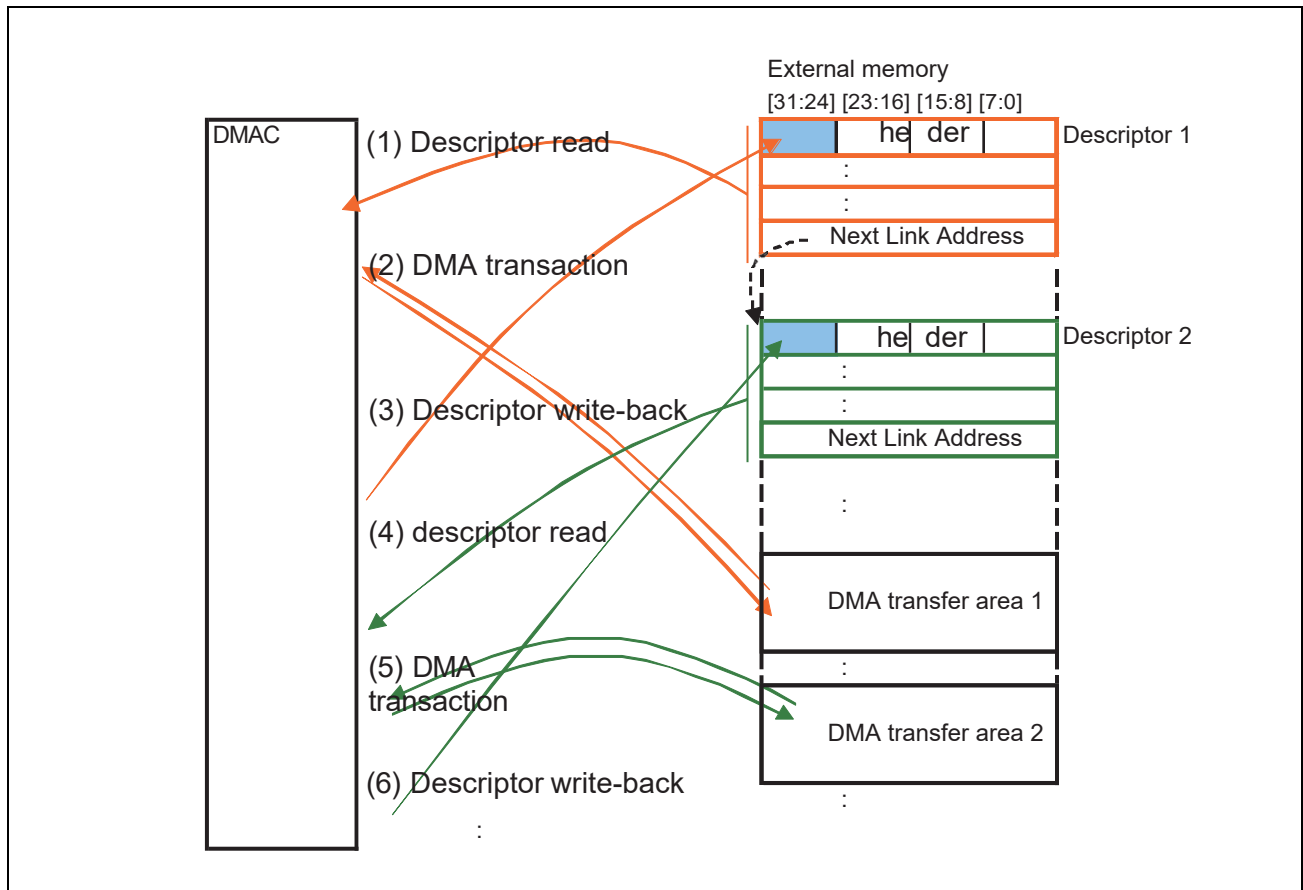 External memory
[31:24] [23:16] [15:8] [7:0]
DMAC
(1) Descriptor read
he der
Descriptor 1
:
:
Next Link Address
(2) DMA transaction
he der
Descriptor 2
:
:
(3) Descriptor write-back
Next Link Address
:
(4) descriptor read
DMA transfer area 1
(5) DMA
transaction
:
DMA transfer area 2
(6) Descriptor write-back
:
: